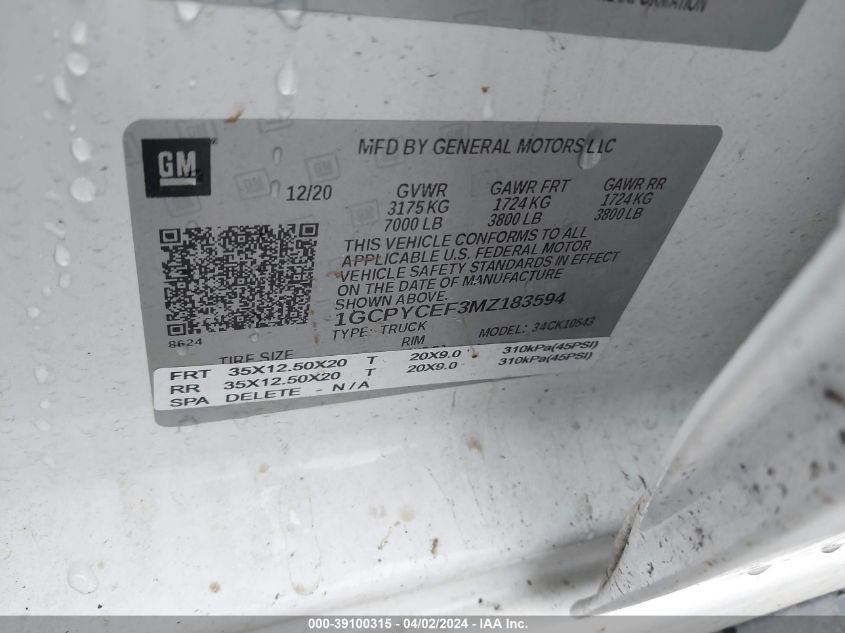 INFORMATION
GM
MFD BY GENERAL MOTORS LLC
12/20
GVWR GAWR FRT GAWR RR
3175 KG 1724 KG 1724 KG
7000 LB 3800 LB 3800 LB
THIS VEHICLE CONFORMS TO ALL
APPLICABLE U.S. FEDERAL MOTOR
VEHICLE SAFETY STANDARDS IN EFFECT
ON THE DATE OF MANUFACTURE
SHOWN ABOVE.
1GCPYCEF3MZ183594
TYPE: TRUCK MODEL: 34CK10543
8624
TIRE SIZE RIM
FRT 35X12.50X20 T 20X9.0 310kPa(45PSI)
RR 35X12.50X20 T 20X9.0 310kPa(45PSI)
SPA DELETE - N/A
000-39100315 - 04/02/2024 - IAA Inc.